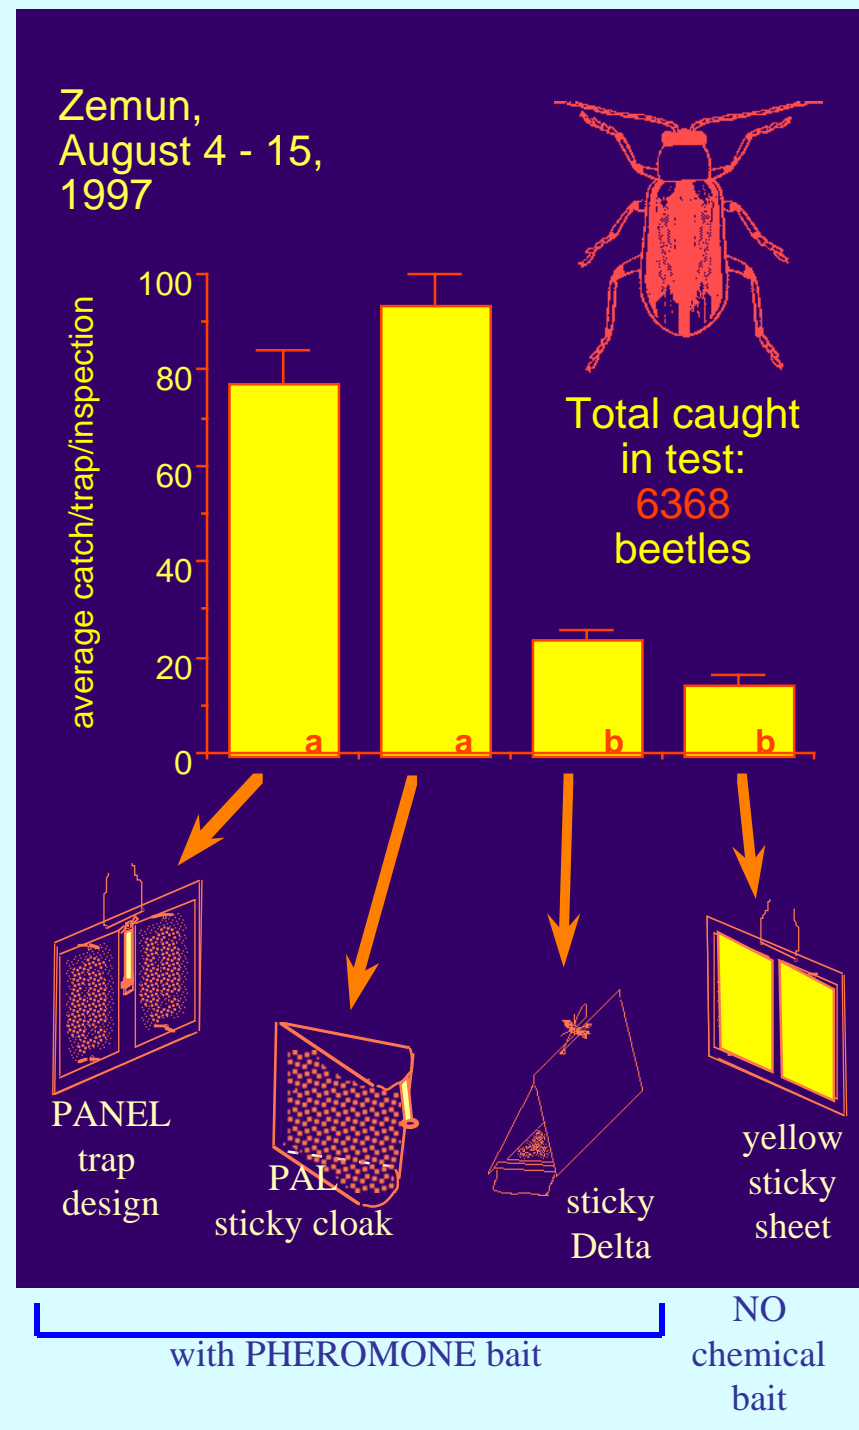 Zemun,
August 4 - 15,
1997
average catch/trap/inspection
100
80
60
40
20
0
a
a
b
b
Total caught
in test:
6368
beetles
PANEL
trap
design
PAL
sticky cloak
sticky
Delta
yellow
sticky
sheet
with PHEROMONE bait
NO
chemical
bait